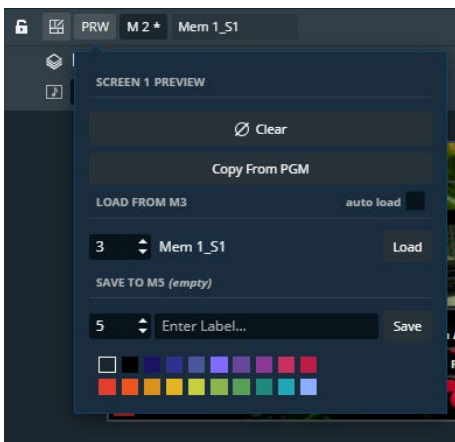 PRW M 2 * Mem 1_S1
SCREEN 1 PREVIEW
Clear
Copy From PGM
LOAD FROM M3 auto load
3 Mem 1_S1 Load
SAVE TO M5 (empty)
5 Enter Label... Save